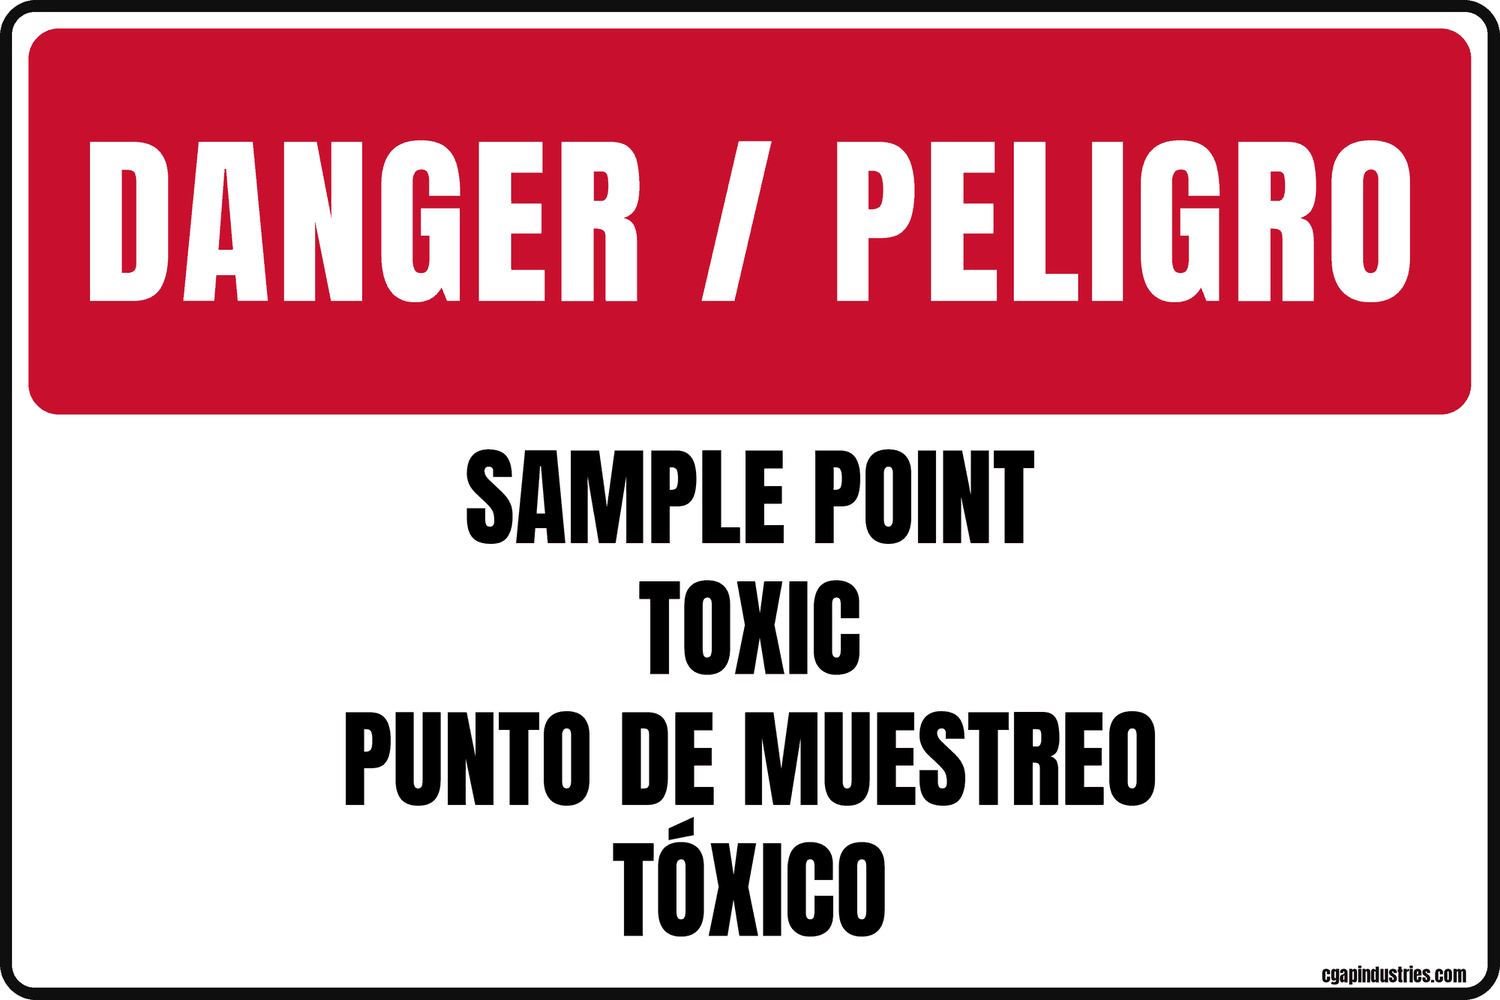 DANGER / PELIGRO
SAMPLE POINT
TOXIC
PUNTO DE MUESTREO
TÓXICO
cgapindustries.com